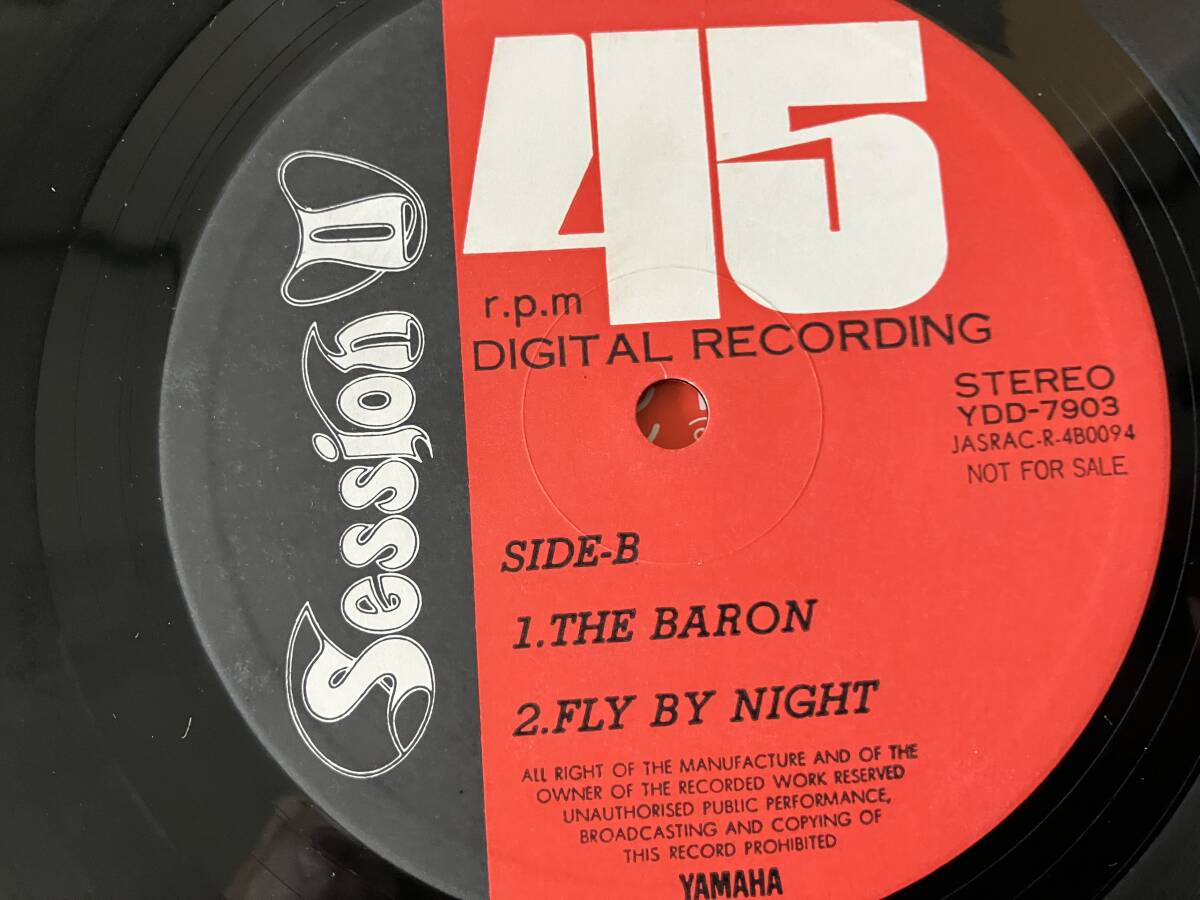 Session II
45
r.p.m
DIGITAL RECORDING
STEREO
YDD-7903
JASRAC-R-4B0094
NOT FOR SALE
SIDE-B
1.THE BARON
2.FLY BY NIGHT
ALL RIGHT OF THE MANUFACTURE AND OF THE
OWNER OF THE RECORDED WORK RESERVED
UNAUTHORISED PUBLIC PERFORMANCE,
BROADCASTING AND COPYING OF
THIS RECORD PROHIBITED
YAMAHA